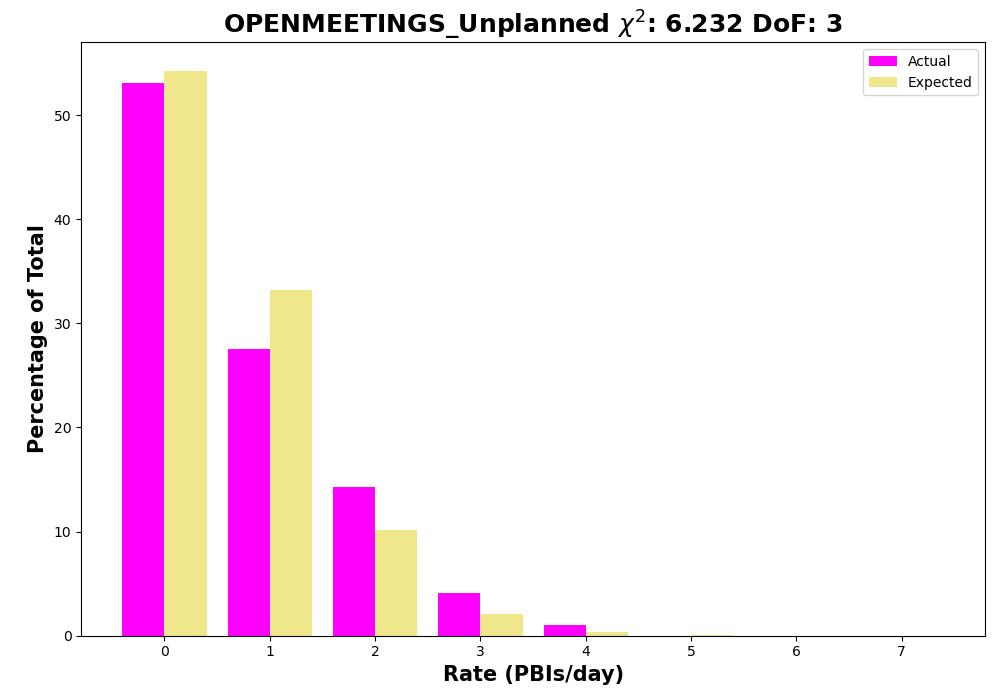 OPENMEETINGS_Unplanned χ²: 6.232 DoF: 3
Actual
Expected
Percentage of Total
50
40
30
20
10
0
0 1 2 3 4 5 6 7
Rate (PBIs/day)